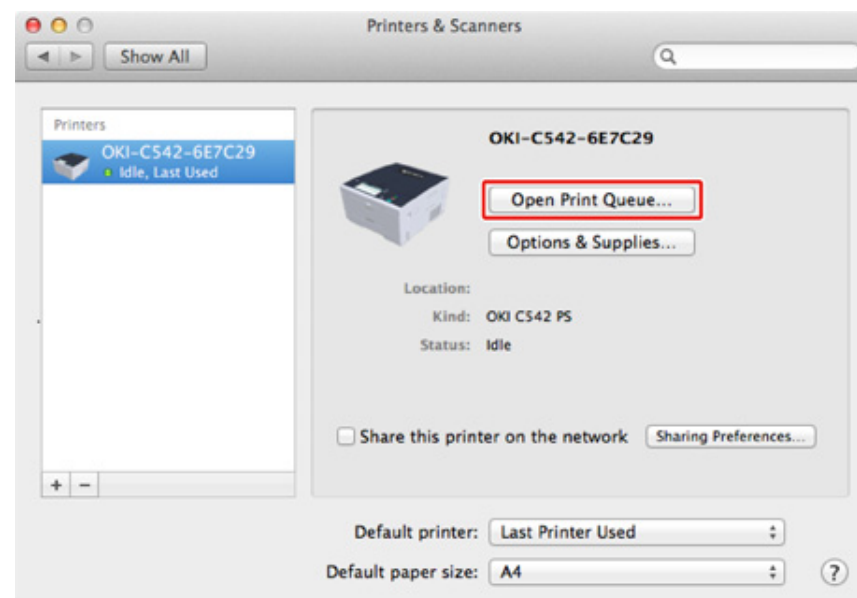 Printers & Scanners
Show All
Printers
OKI-C542-6E7C29
Idle, Last Used
OKI-C542-6E7C29
Open Print Queue...
Options & Supplies...
Location:
Kind: OKI C542 PS
Status: Idle
Share this printer on the network Sharing Preferences...
+ −
Default printer: Last Printer Used
Default paper size: A4
?